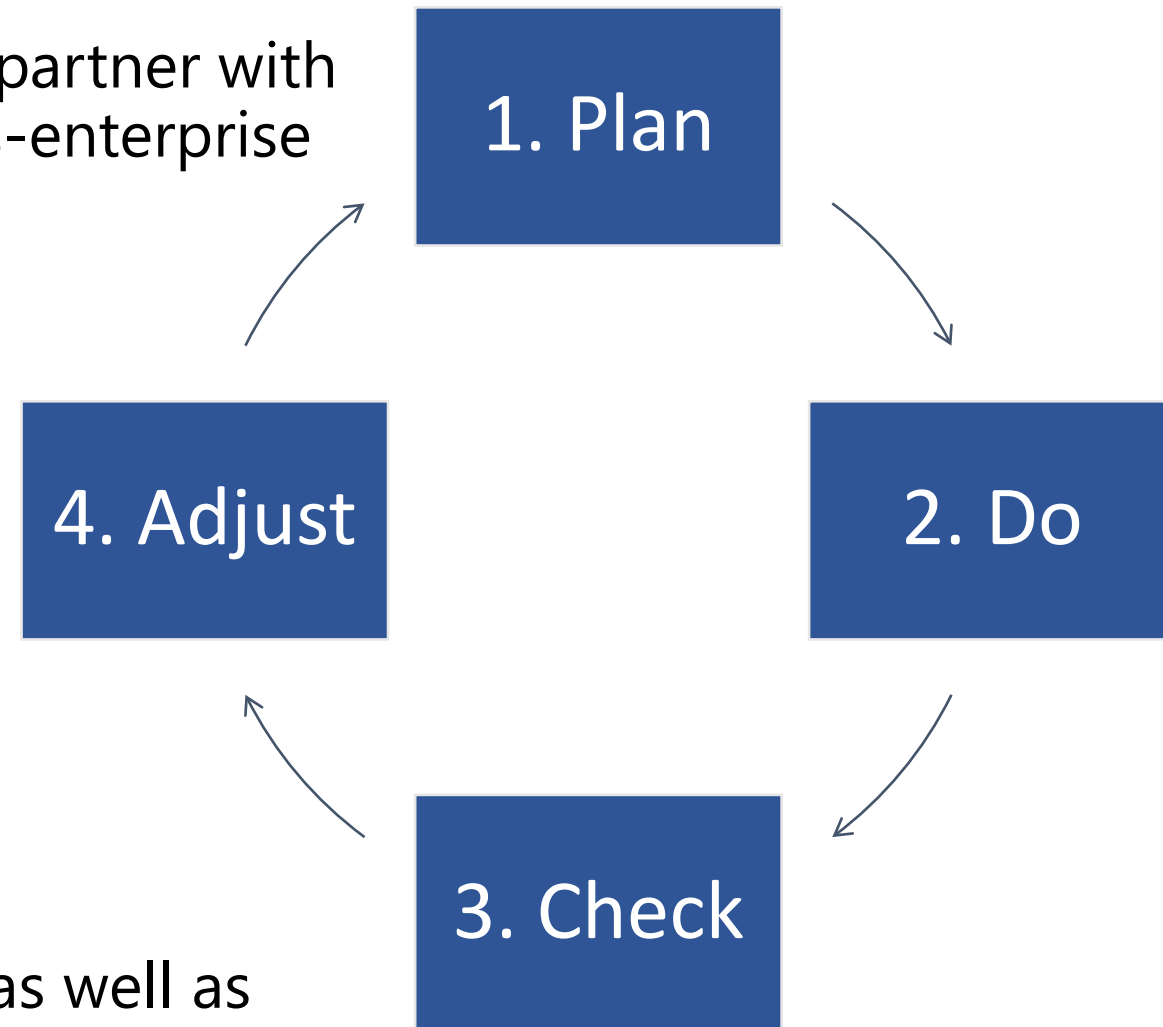 partner with
-enterprise
1. Plan
4. Adjust
2. Do
3. Check
as well as